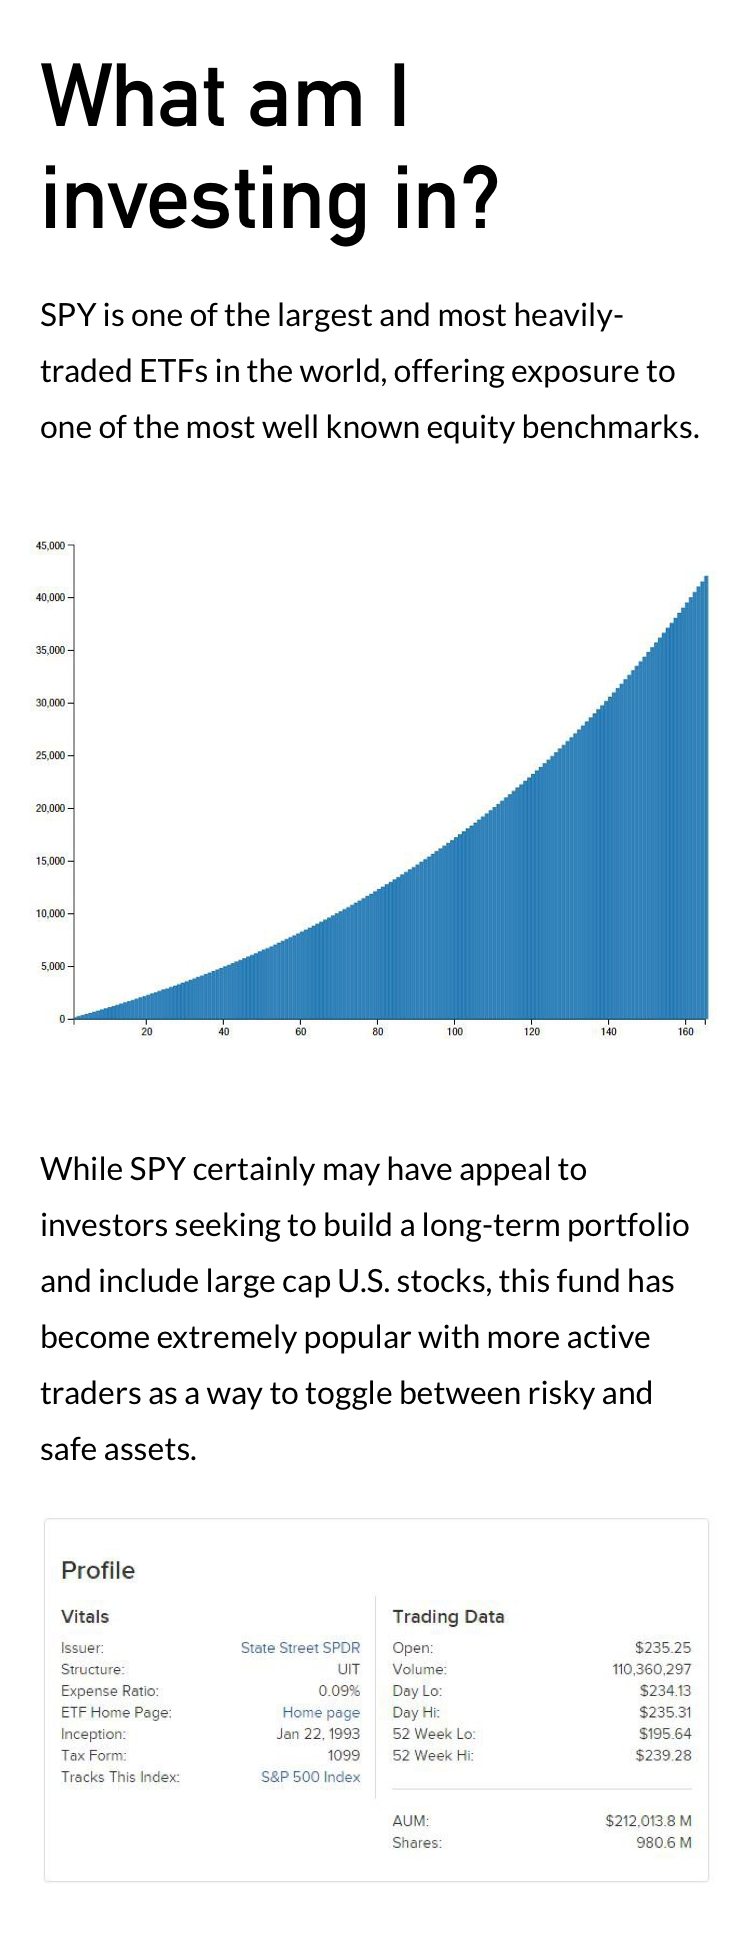 What am I
investing in?
SPY is one of the largest and most heavily-
traded ETFs in the world, offering exposure to
one of the most well known equity benchmarks.
45,000
40,000
35,000
30,000
25,000
20,000
15,000
10,000
5,000
0
20 40 60 80 100 120 140 160
While SPY certainly may have appeal to
investors seeking to build a long-term portfolio
and include large cap U.S. stocks, this fund has
become extremely popular with more active
traders as a way to toggle between risky and
safe assets.
Profile
Vitals
Issuer: State Street SPDR
Structure: UIT
Expense Ratio: 0.09%
ETF Home Page: Home page
Inception: Jan 22, 1993
Tax Form: 1099
Tracks This Index: S&P 500 Index
Trading Data
Open: $235.25
Volume: 110,360,297
Day Lo: $234.13
Day Hi: $235.31
52 Week Lo: $195.64
52 Week Hi: $239.28
AUM: $212,013.8 M
Shares: 980.6 M